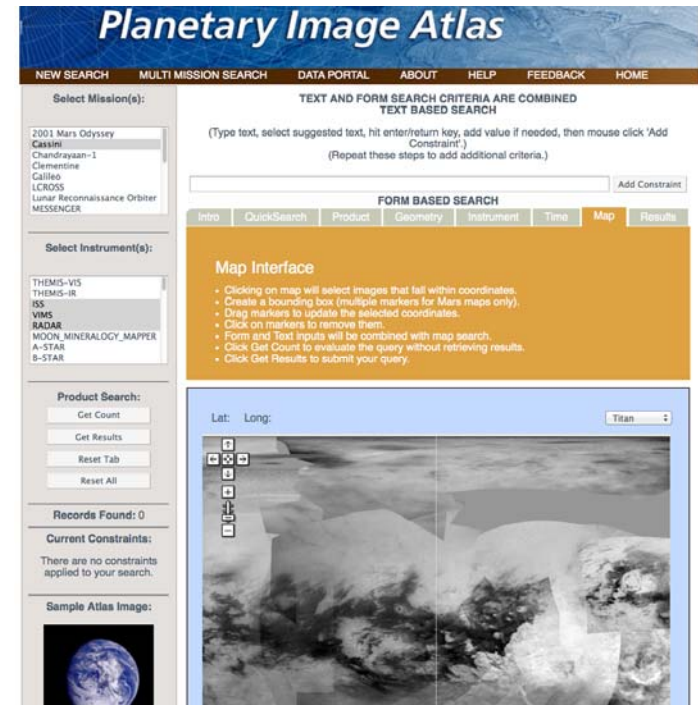 Planetary Image Atlas
NEW SEARCH MULTI MISSION SEARCH DATA PORTAL ABOUT HELP FEEDBACK HOME
Select Mission(s):
2001 Mars Odyssey
Cassini
Chandrayaan-1
Clementine
Galileo
LCROSS
Lunar Reconnaissance Orbiter
MESSENGER
Select Instrument(s):
THEMIS-VIS
THEMIS-IR
ISS
VIMS
RADAR
MOON_MINERALOGY_MAPPER
A-STAR
B-STAR
Product Search:
Get Count
Get Results
Reset Tab
Reset All
Records Found: 0
Current Constraints:
There are no constraints
applied to your search.
Sample Atlas Image:
TEXT AND FORM SEARCH CRITERIA ARE COMBINED
TEXT BASED SEARCH
(Type text, select suggested text, hit enter/return key, add value if needed, then mouse click 'Add
Constraint'.)
(Repeat these steps to add additional criteria.)
Add Constraint
FORM BASED SEARCH
Intro QuickSearch Product Geometry Instrument Time Map Results
Map Interface
- Clicking on map will select images that fall within coordinates.
- Create a bounding box (multiple markers for Mars maps only).
- Drag markers to update the selected coordinates.
- Click on markers to remove them.
- Form and Text inputs will be combined with map search.
- Click Get Count to evaluate the query without retrieving results.
- Click Get Results to submit your query.
Lat: Long:
Titan